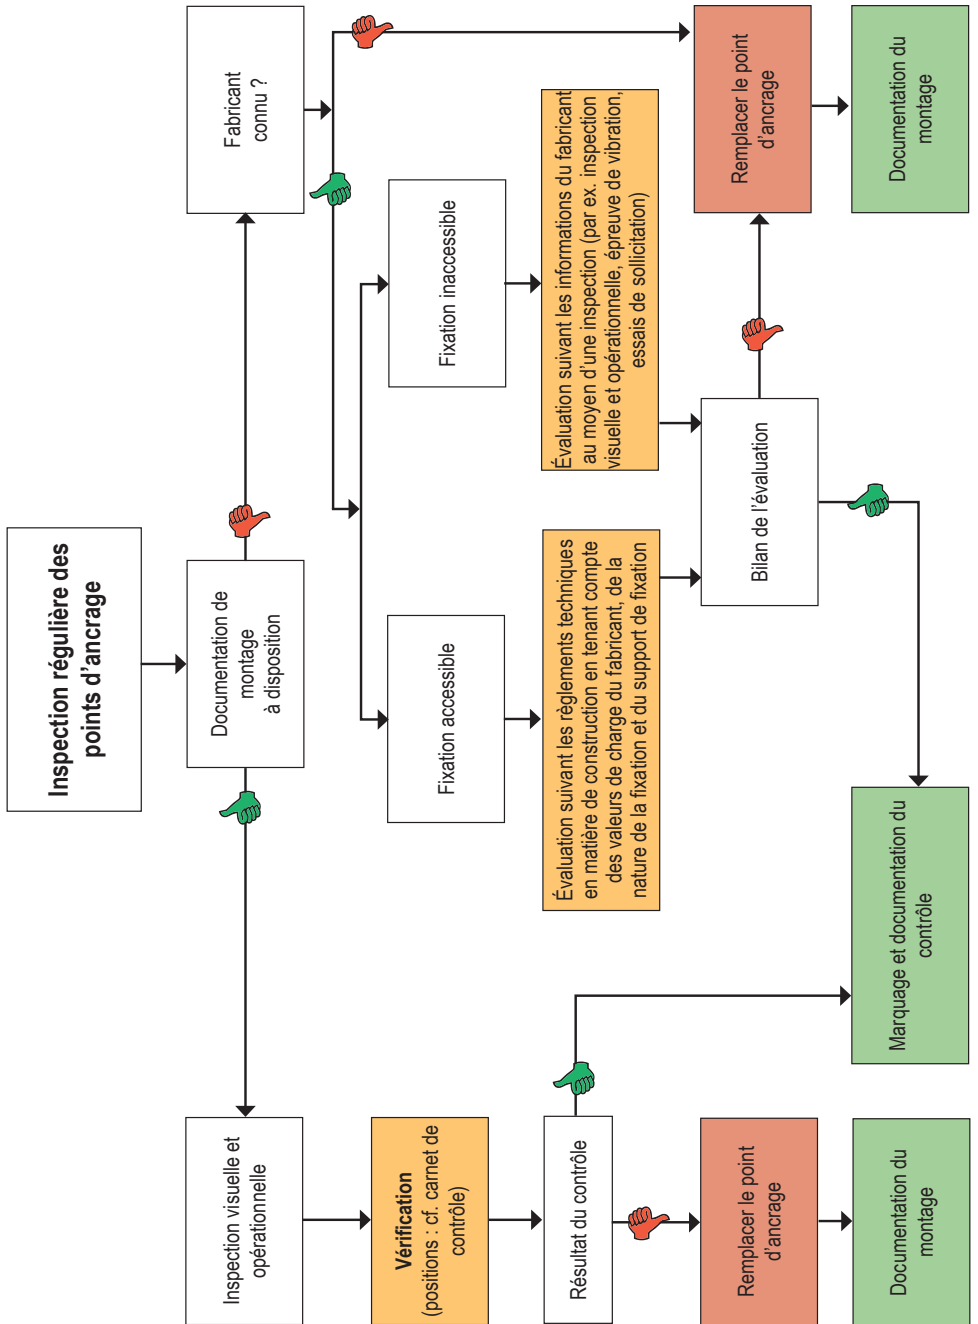 Inspection régulière des
points d'ancrage
Documentation de
montage
à disposition
Inspection visuelle et
opérationnelle
Fabricant
connu ?
Vérification
(positions : cf. carnet de
contrôle)
Fixation accessible
Fixation inaccessible
Résultat du contrôle
Évaluation suivant les règlements techniques
en matière de construction en tenant compte
des valeurs de charge du fabricant, de la
nature de la fixation et du support de fixation
Évaluation suivant les informations du fabricant
au moyen d'une inspection (par ex. inspection
visuelle et opérationnelle, épreuve de vibration,
essais de sollicitation)
Remplacer le point
d'ancrage
Bilan de l'évaluation
Remplacer le point
d'ancrage
Documentation du
montage
Marquage et documentation du
contrôle
Documentation du
montage